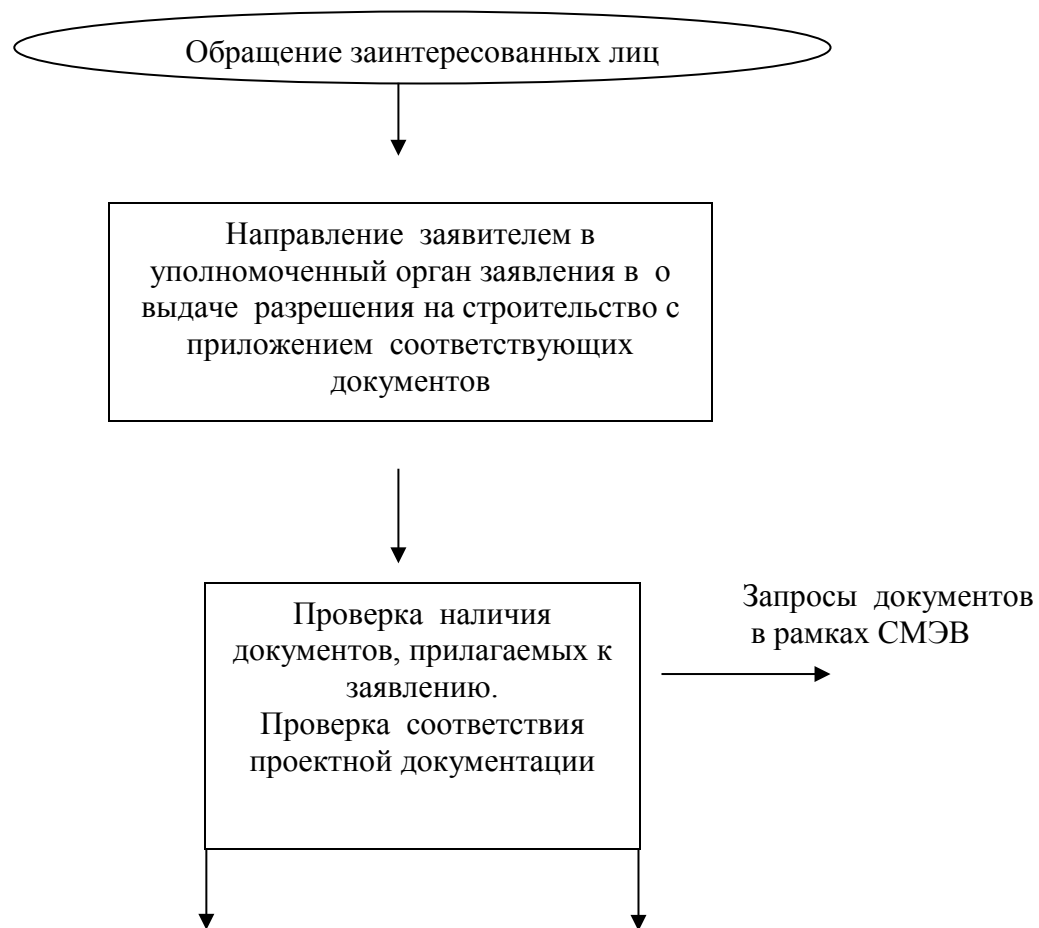 Обращение заинтересованных лиц
Направление заявителем в
уполномоченный орган заявления в о
выдаче разрешения на строительство с
приложением соответствующих
документов
Проверка наличия
документов, прилагаемых к
заявлению.
Проверка соответствия
проектной документации
Запросы документов
в рамках СМЭВ